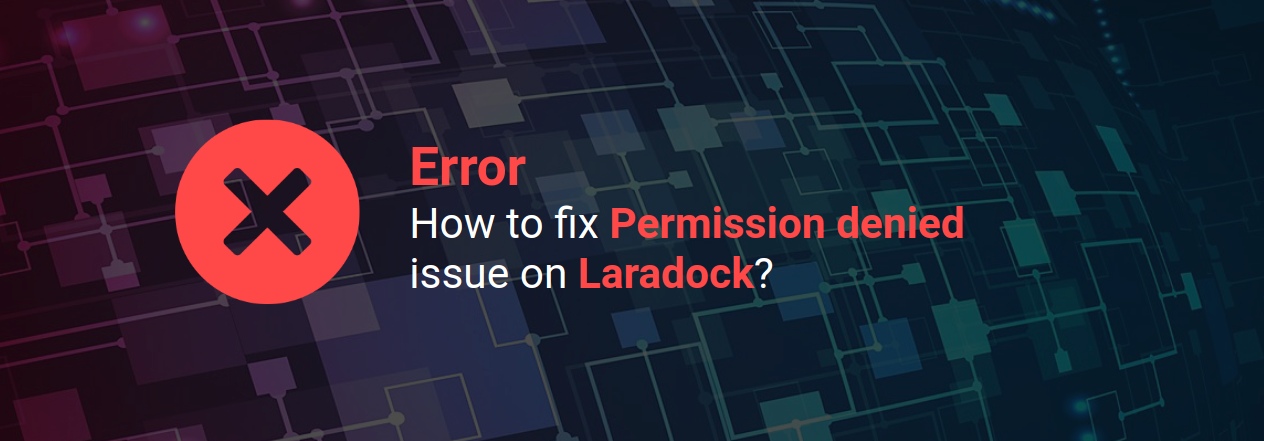 Error
How to fix Permission denied
issue on Laradock?